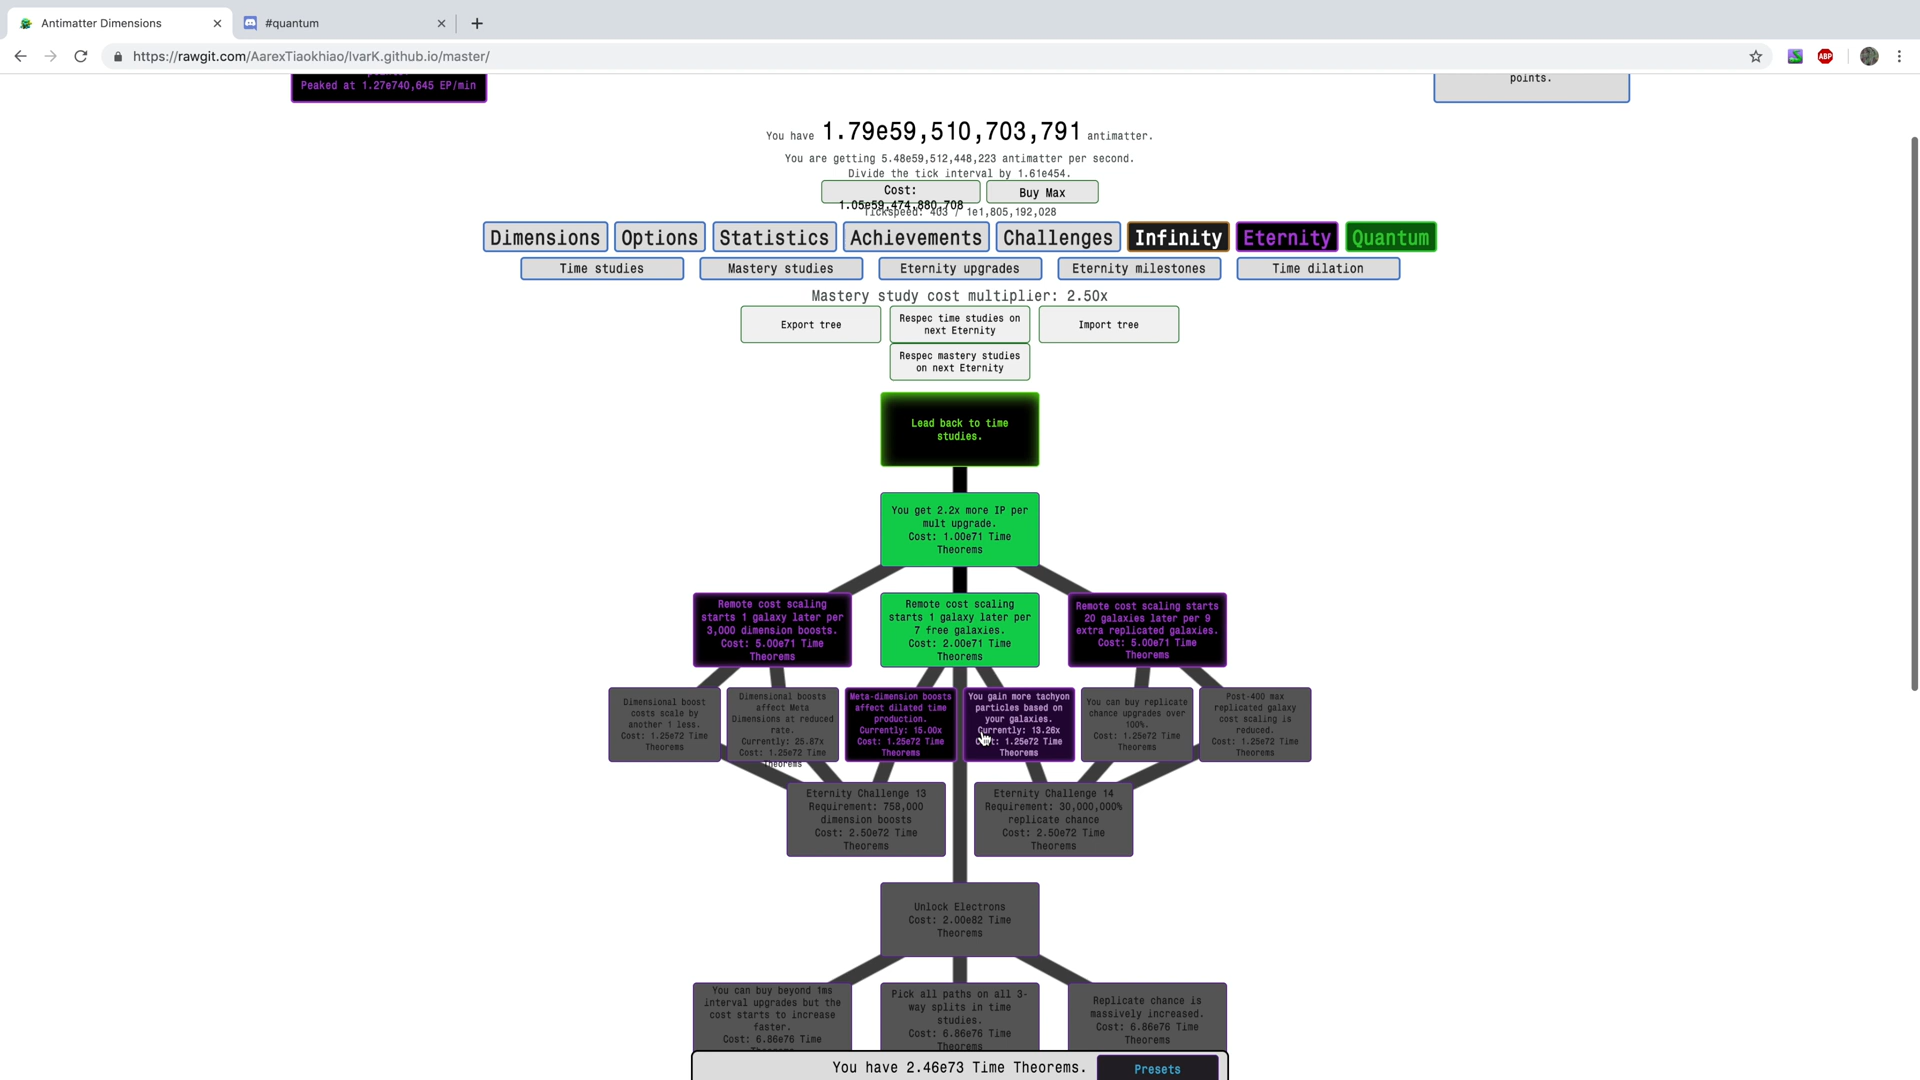 Antimatter Dimensions
#quantum
https://rawgit.com/AarexTiaokhiao/IvarK.github.io/master/
ABP
Peaked at 1.27e740,645 EP/min
points.
You have 1.79e59,510,703,791 antimatter.
You are getting 5.48e59,512,448,223 antimatter per second.
Divide the tick interval by 1.61e454.
Cost:
1.05e59,474,880,708
Buy Max
Tickspeed: 403 / 1e1,805,192,028
Dimensions
Options
Statistics
Achievements
Challenges
Infinity
Eternity
Quantum
Time studies
Mastery studies
Eternity upgrades
Eternity milestones
Time dilation
Mastery study cost multiplier: 2.50x
Export tree
Respec time studies on
next Eternity
Import tree
Respec mastery studies
on next Eternity
Lead back to time
studies.
You get 2.2x more IP per
mult upgrade.
Cost: 1.00e71 Time
Theorems
Remote cost scaling
starts 1 galaxy later per
3,000 dimension boosts.
Cost: 5.00e71 Time
Theorems
Remote cost scaling
starts 1 galaxy later per
7 free galaxies.
Cost: 2.00e71 Time
Theorems
Remote cost scaling starts
20 galaxies later per 9
extra replicated galaxies.
Cost: 5.00e71 Time
Theorems
Dimensional boost
costs scale by
another 1 less.
Cost: 1.25e72 Time
Theorems
Dimensional boosts
affect Meta
Dimensions at reduced
rate.
Currently: 25.87x
Cost: 1.25e72 Time
Theorems
Meta-dimension boosts
affect dilated time
production.
Currently: 15.00x
Cost: 1.25e72 Time
Theorems
You gain more tachyon
particles based on
your galaxies.
Currently: 13.26x
Cost: 1.25e72 Time
Theorems
You can buy replicate
chance upgrades over
100%.
Cost: 1.25e72 Time
Theorems
Post-400 max
replicated galaxy
cost scaling is
reduced.
Cost: 1.25e72 Time
Theorems
Eternity Challenge 13
Requirement: 758,000
dimension boosts
Cost: 2.50e72 Time
Theorems
Eternity Challenge 14
Requirement: 30,000,000%
replicate chance
Cost: 2.50e72 Time
Theorems
Unlock Electrons
Cost: 2.00e82 Time
Theorems
You can buy beyond 1ms
interval upgrades but the
cost starts to increase
faster.
Cost: 6.86e76 Time
Pick all paths on all 3-
way splits in time
studies.
Cost: 6.86e76 Time
Theorems
Replicate chance is
massively increased.
Cost: 6.86e76 Time
Theorems
You have 2.46e73 Time Theorems.
Presets